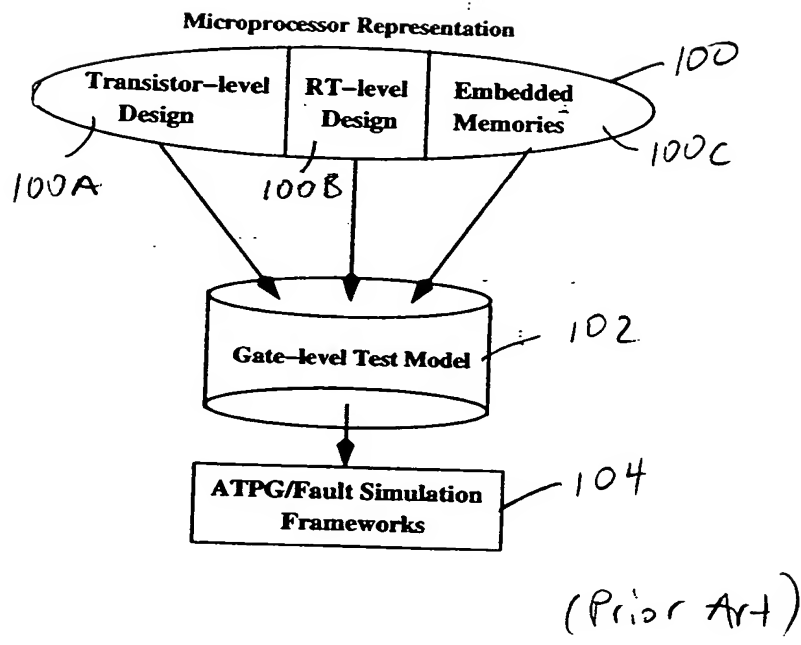 Microprocessor Representation
100
Transistor-level Design
RT-level Design
Embedded Memories
100A
100B
100C
102
Gate-level Test Model
104
ATPG/Fault Simulation Frameworks
(Prior Art)